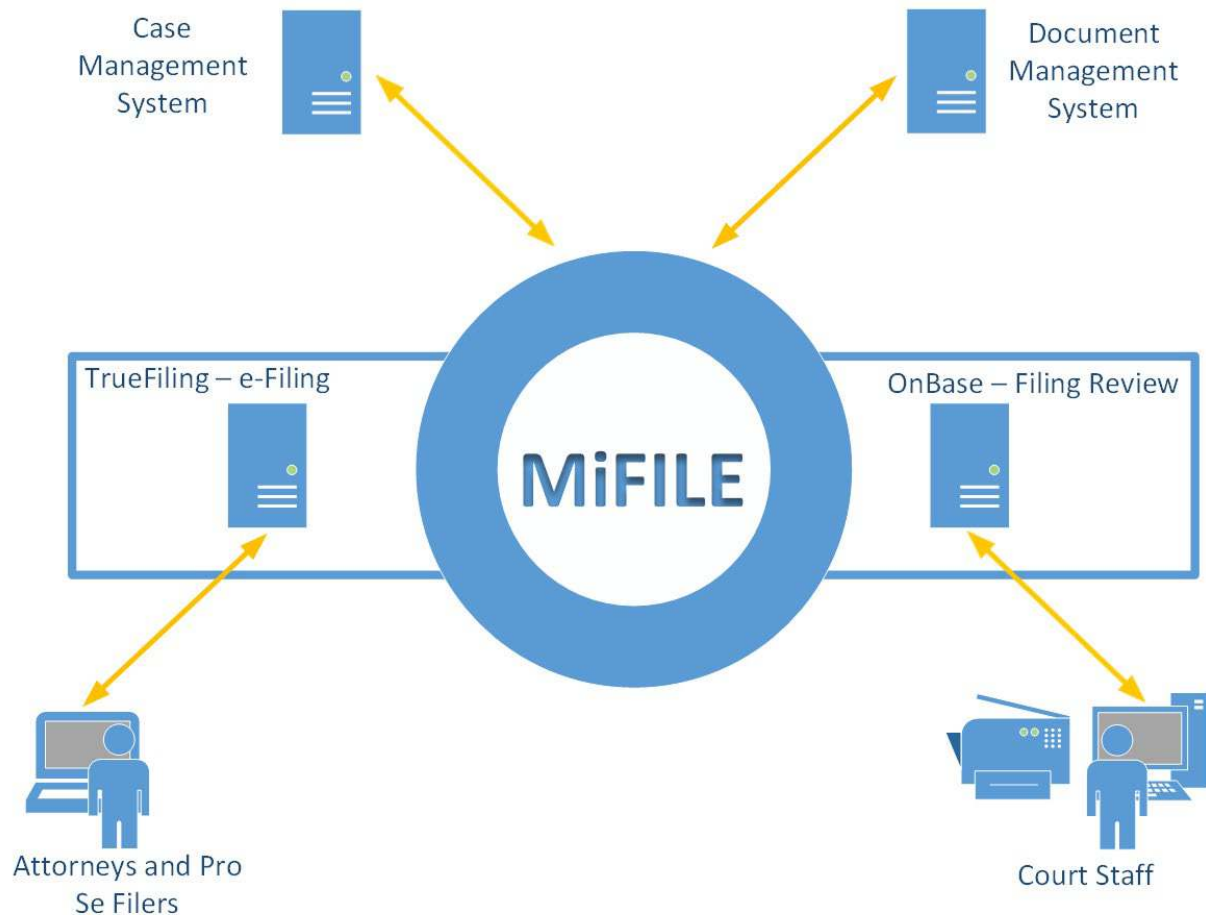 Case
Management
System
Document
Management
System
TrueFiling – e-Filing
OnBase – Filing Review
MiFILE
Attorneys and Pro
Se Filers
Court Staff